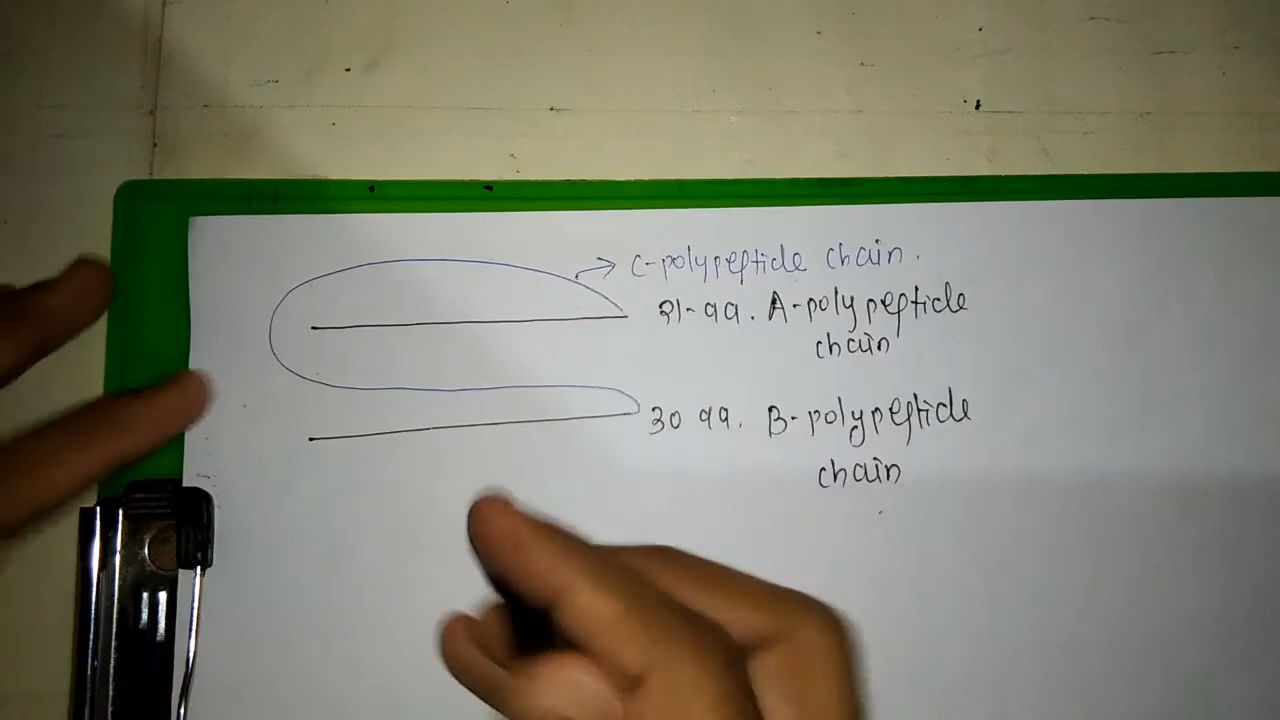 C-polypeptide chain.
21-aa. A-polypeptide
chain
30 aa. B-polypeptide
chain